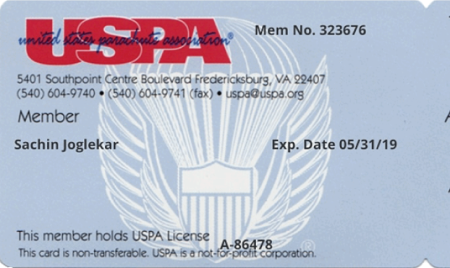 USPA
united states parachute association®
Mem No. 323676
5401 Southpoint Centre Boulevard Fredericksburg, VA 22407
(540) 604-9740 • (540) 604-9741 (fax) • uspa@uspa.org
Member
Sachin Joglekar Exp. Date 05/31/19
This member holds USPA License A-86478
This card is non-transferable. USPA is a not-for-profit corporation.